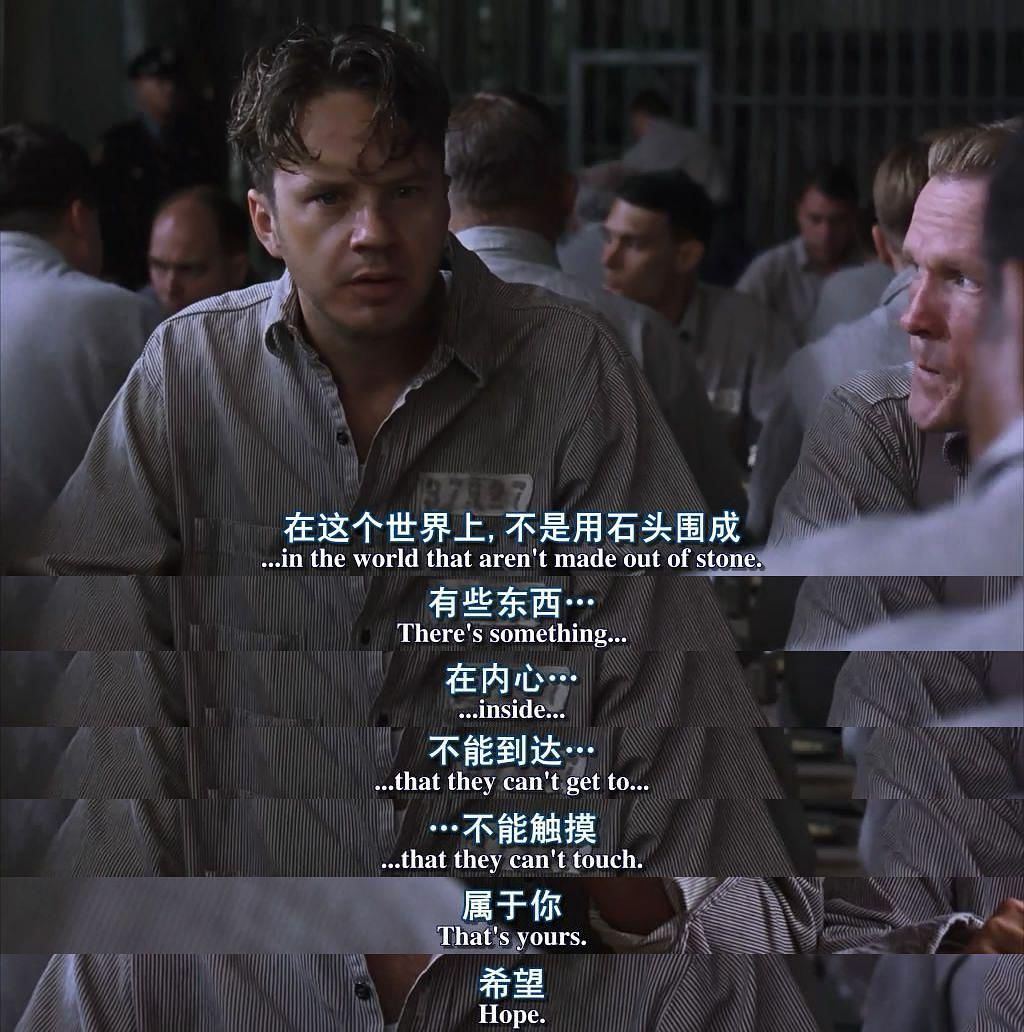 在这个世界上，不是用石头围成
...in the world that aren't made out of stone.
有些东西…
There's something...
在内心…
...inside...
不能到达…
...that they can't get to...
…不能触摸
...that they can't touch.
属于你
That's yours.
希望
Hope.